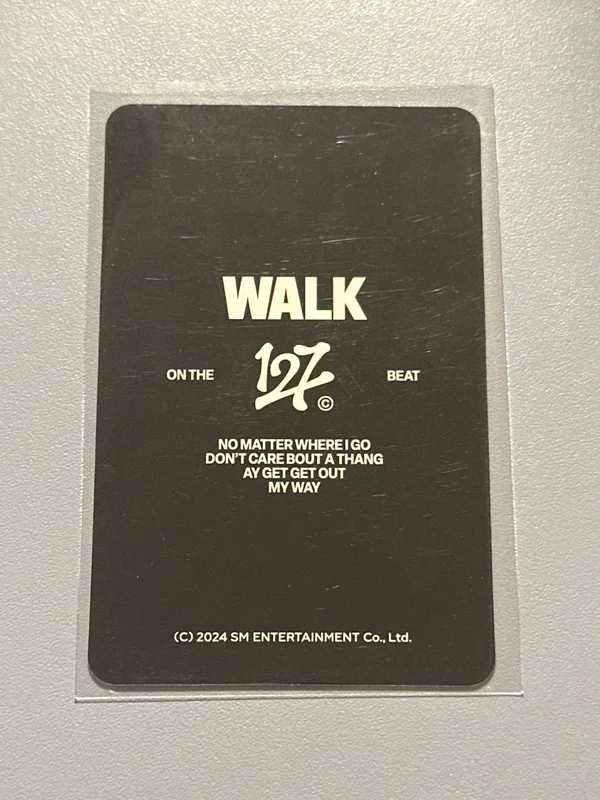 WALK
ON THE 127 © BEAT
NO MATTER WHERE I GO
DON'T CARE BOUT A THANG
AY GET GET OUT
MY WAY
(C) 2024 SM ENTERTAINMENT Co., Ltd.